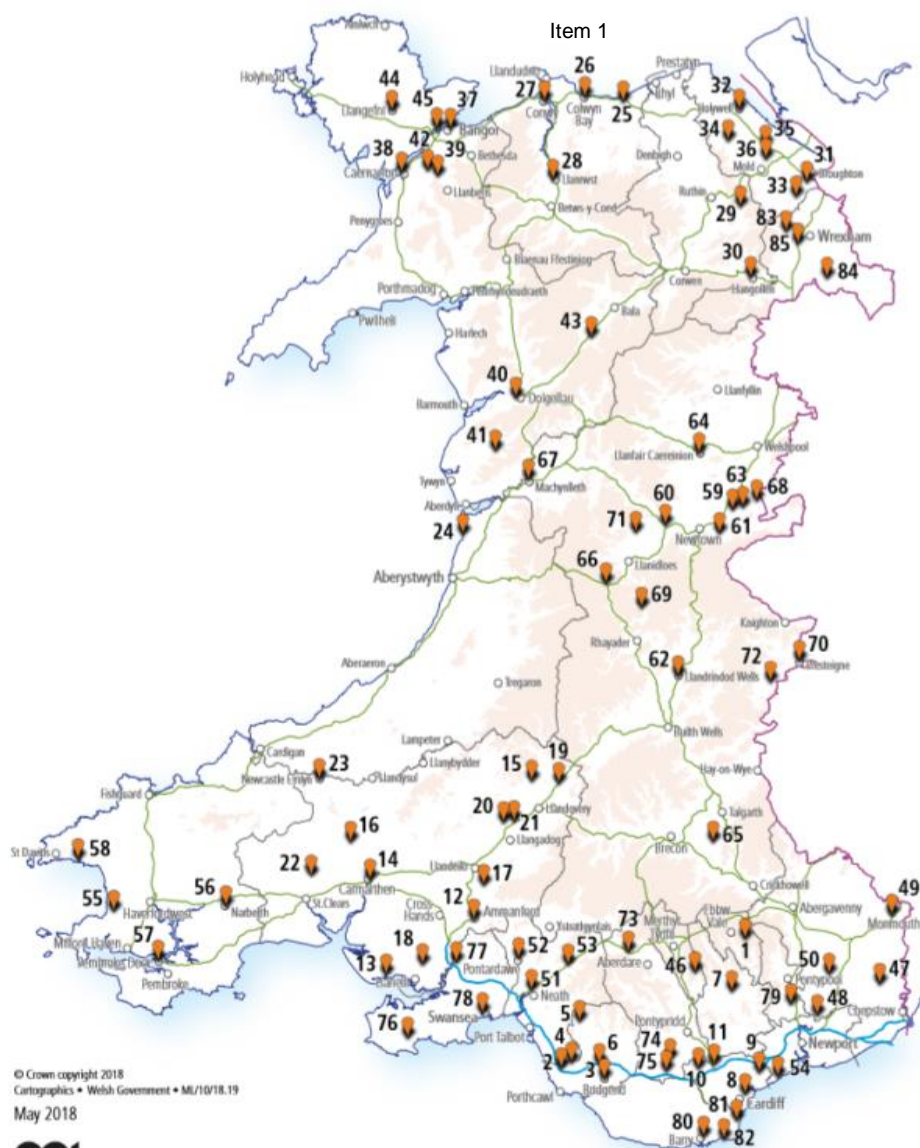 Item 1
Amlwch
Holyhead
44
Llangefni
45
37
Bangor
Llandudno
27
Conwy
26
Colwyn
Bay
25
Rhyl
Prestatyn
32
Holywell
34
35
36
Mold
31
Broughton
33
38
Caernarfon
42
39
Bethesda
Llanberis
28
Llanrwst
Denbigh
Ruthin
29
83
85
Wrexham
84
Penygroes
Betws-y-Coed
30
Llangollen
Corwen
Blaenau Ffestiniog
Porthmadog
Penrhyndeudraeth
Pwllheli
Harlech
43
Bala
40
Dolgellau
Barmouth
Llanfyllin
41
64
Llanfair Caereinion
Welshpool
67
Machynlleth
Tywyn
Aberdyfi
24
63
59
68
60
71
61
Newtown
66
Llanidloes
Aberystwyth
69
Knighton
70
Presteigne
72
Rhayader
62
Llandrindod Wells
Aberaeron
Tregaron
Builth Wells
Lampeter
Llanybydder
Cardigan
23
Newcastle Emlyn
Llandysul
15
19
Hay-on-Wye
Fishguard
20
21
Llandovery
Talgarth
65
Brecon
St Davids
58
16
Llangadog
22
14
Carmarthen
Llandeilo
17
Crickhowell
49
Monmouth
55
56
Haverfordwest
Narberth
St.Clears
Cross
Hands
12
Ammanford
Abergavenny
Ebbw
Vale
1
Milford Haven
57
Pembroke Dock
Pembroke
Ystradgynlais
73
Merthyr
Tydfil
Aberdare
46
7
50
47
Pontypool
13
18
Llanelli
77
Pontardawe
52
53
51
Neath
79
48
Chepstow
78
Swansea
5
Pontypridd
76
Port Talbot
4
2
6
3
Bridgend
74
75
11
10
9
Newport
54
8
Cardiff
Porthcawl
81
80
Barry
82
© Crown copyright 2018
Cartographics • Welsh Government • ML/10/18.19
May 2018